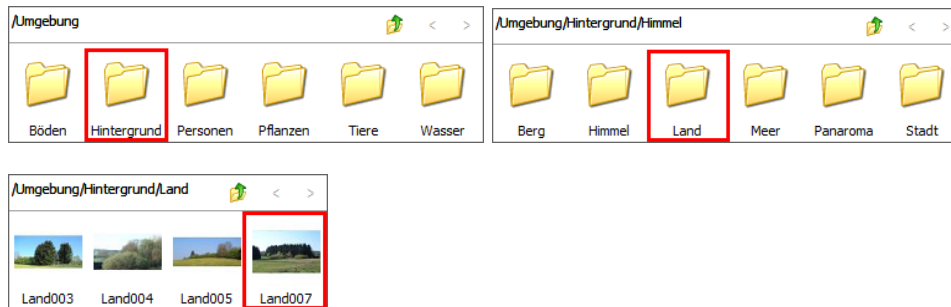 /Umgebung
< >
Böden Hintergrund Personen Pflanzen Tiere Wasser
/Umgebung/Hintergrund/Himmel
< >
Berg Himmel Land Meer Panaroma Stadt
/Umgebung/Hintergrund/Land
< >
Land003 Land004 Land005 Land007